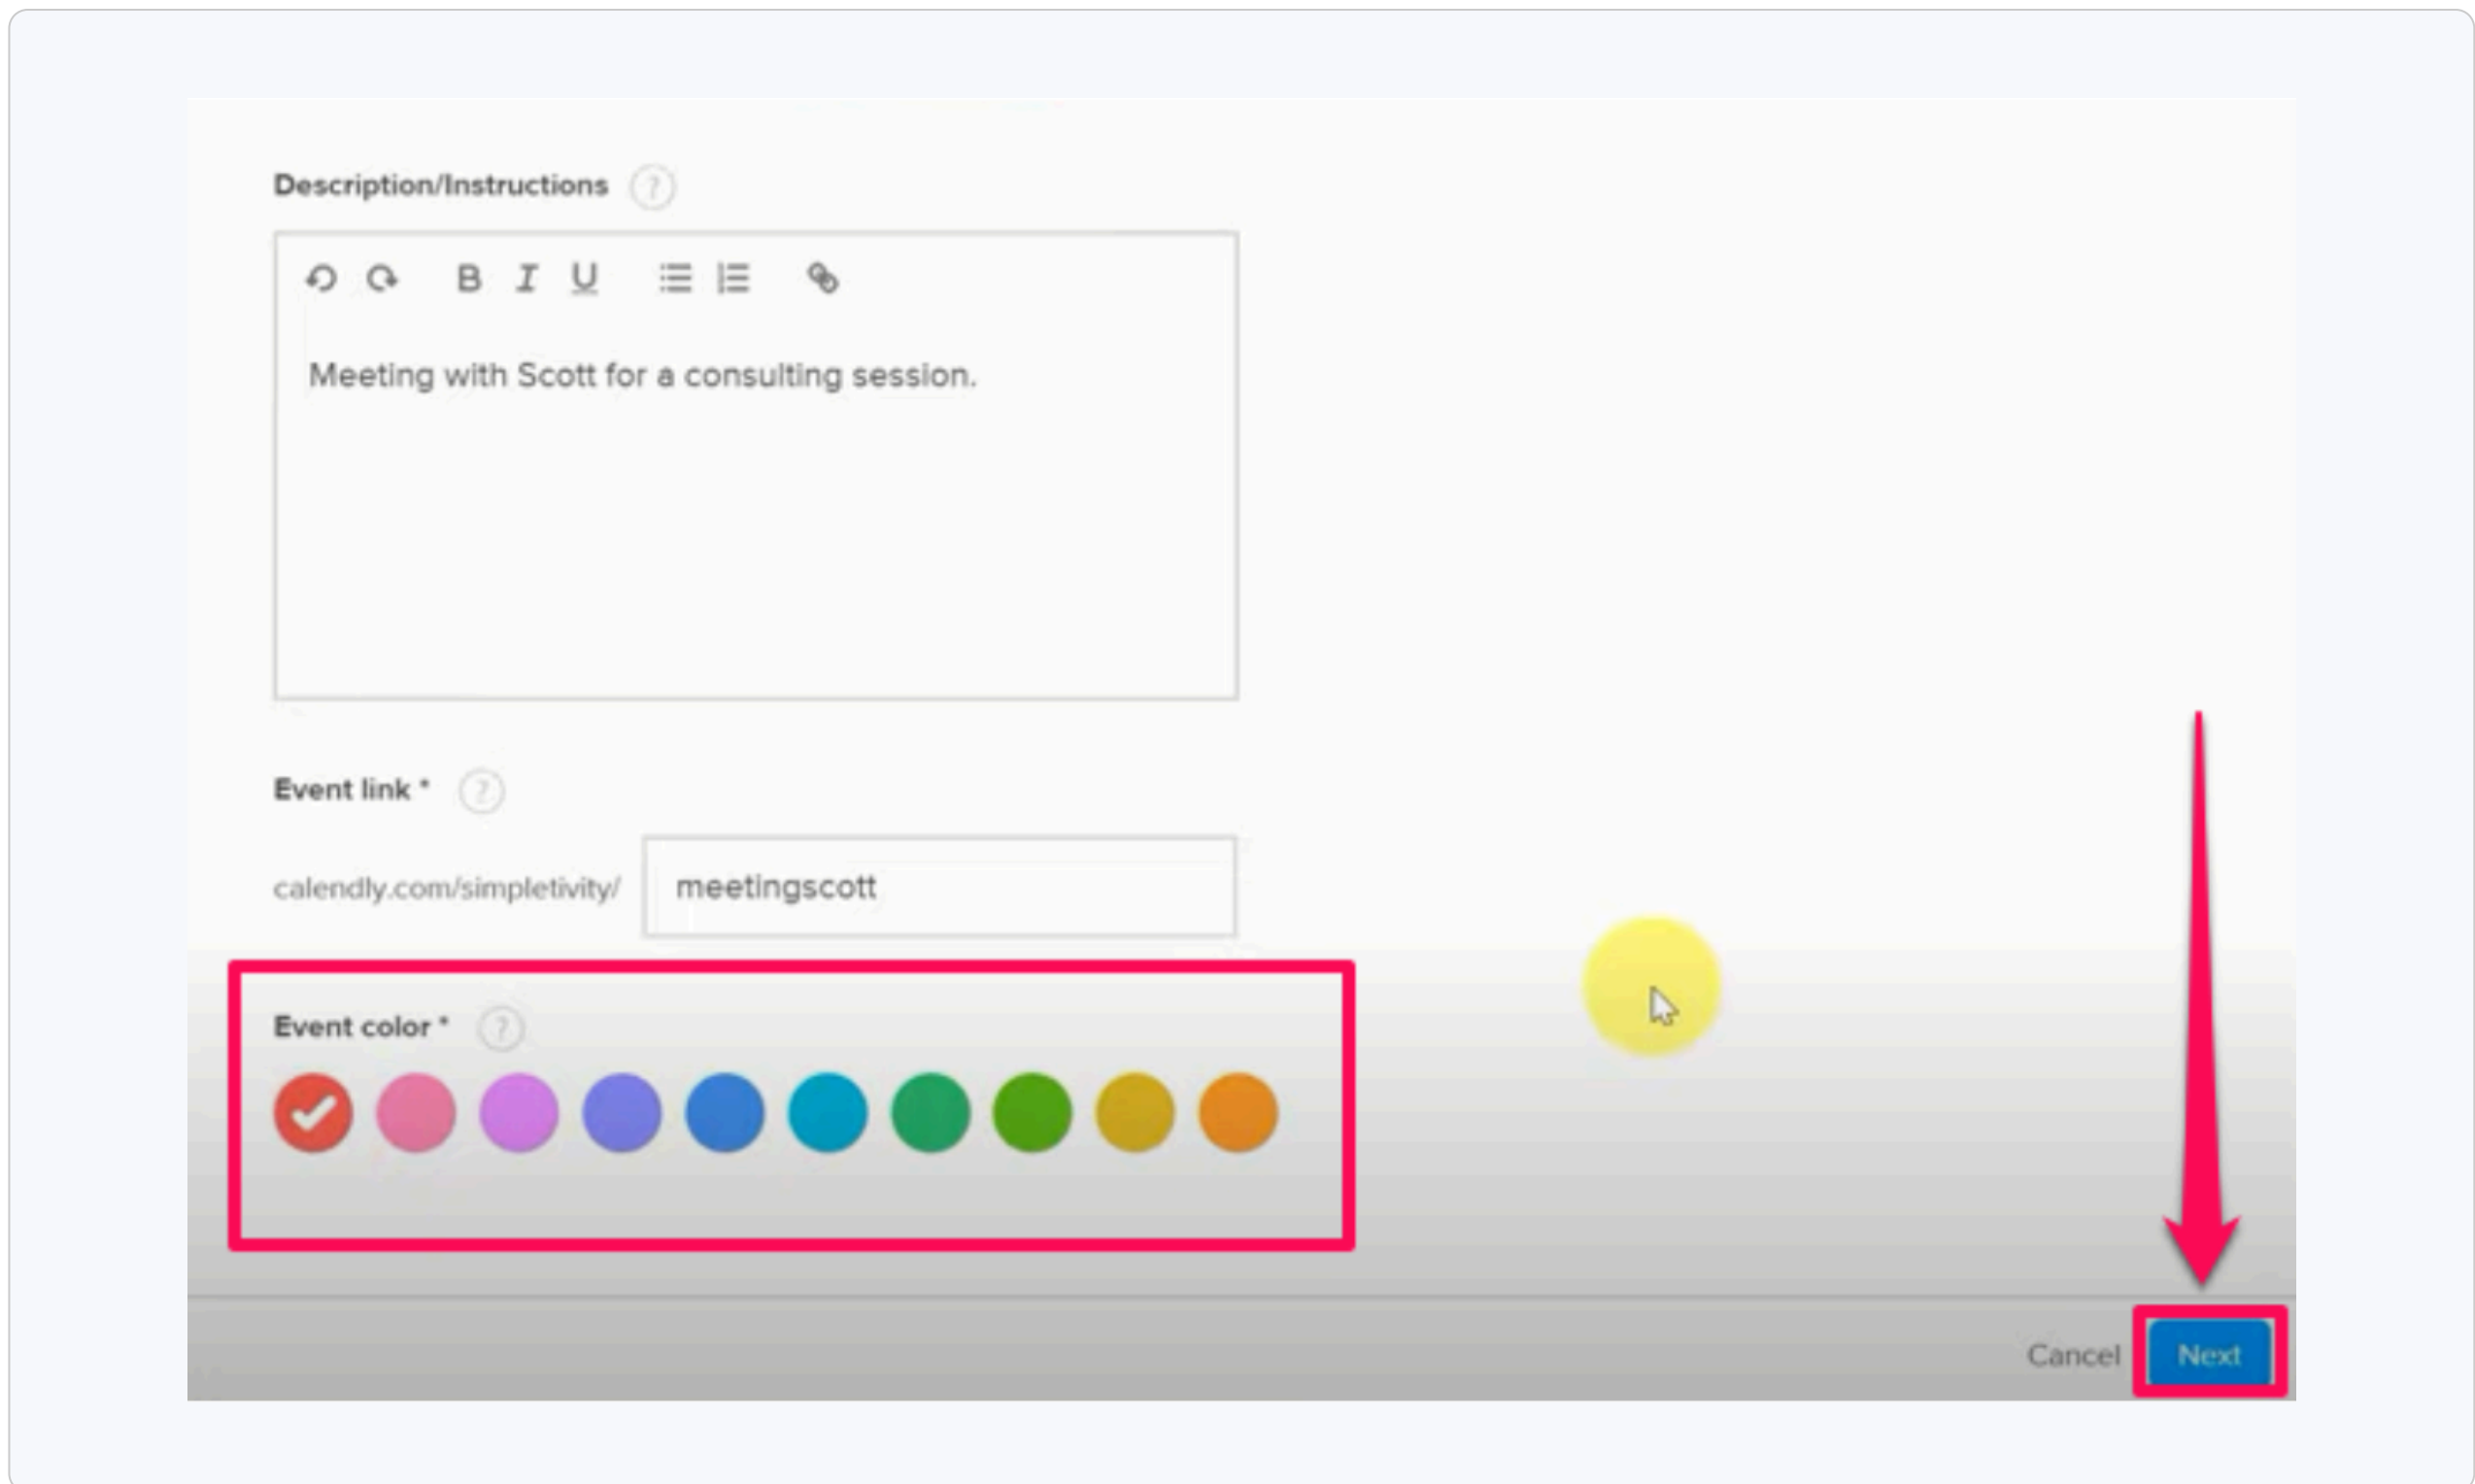 Description/Instructions ?
B I U
Meeting with Scott for a consulting session.
Event link * ?
calendly.com/simpletivity/ meetingscott
Event color * ?
Cancel Next